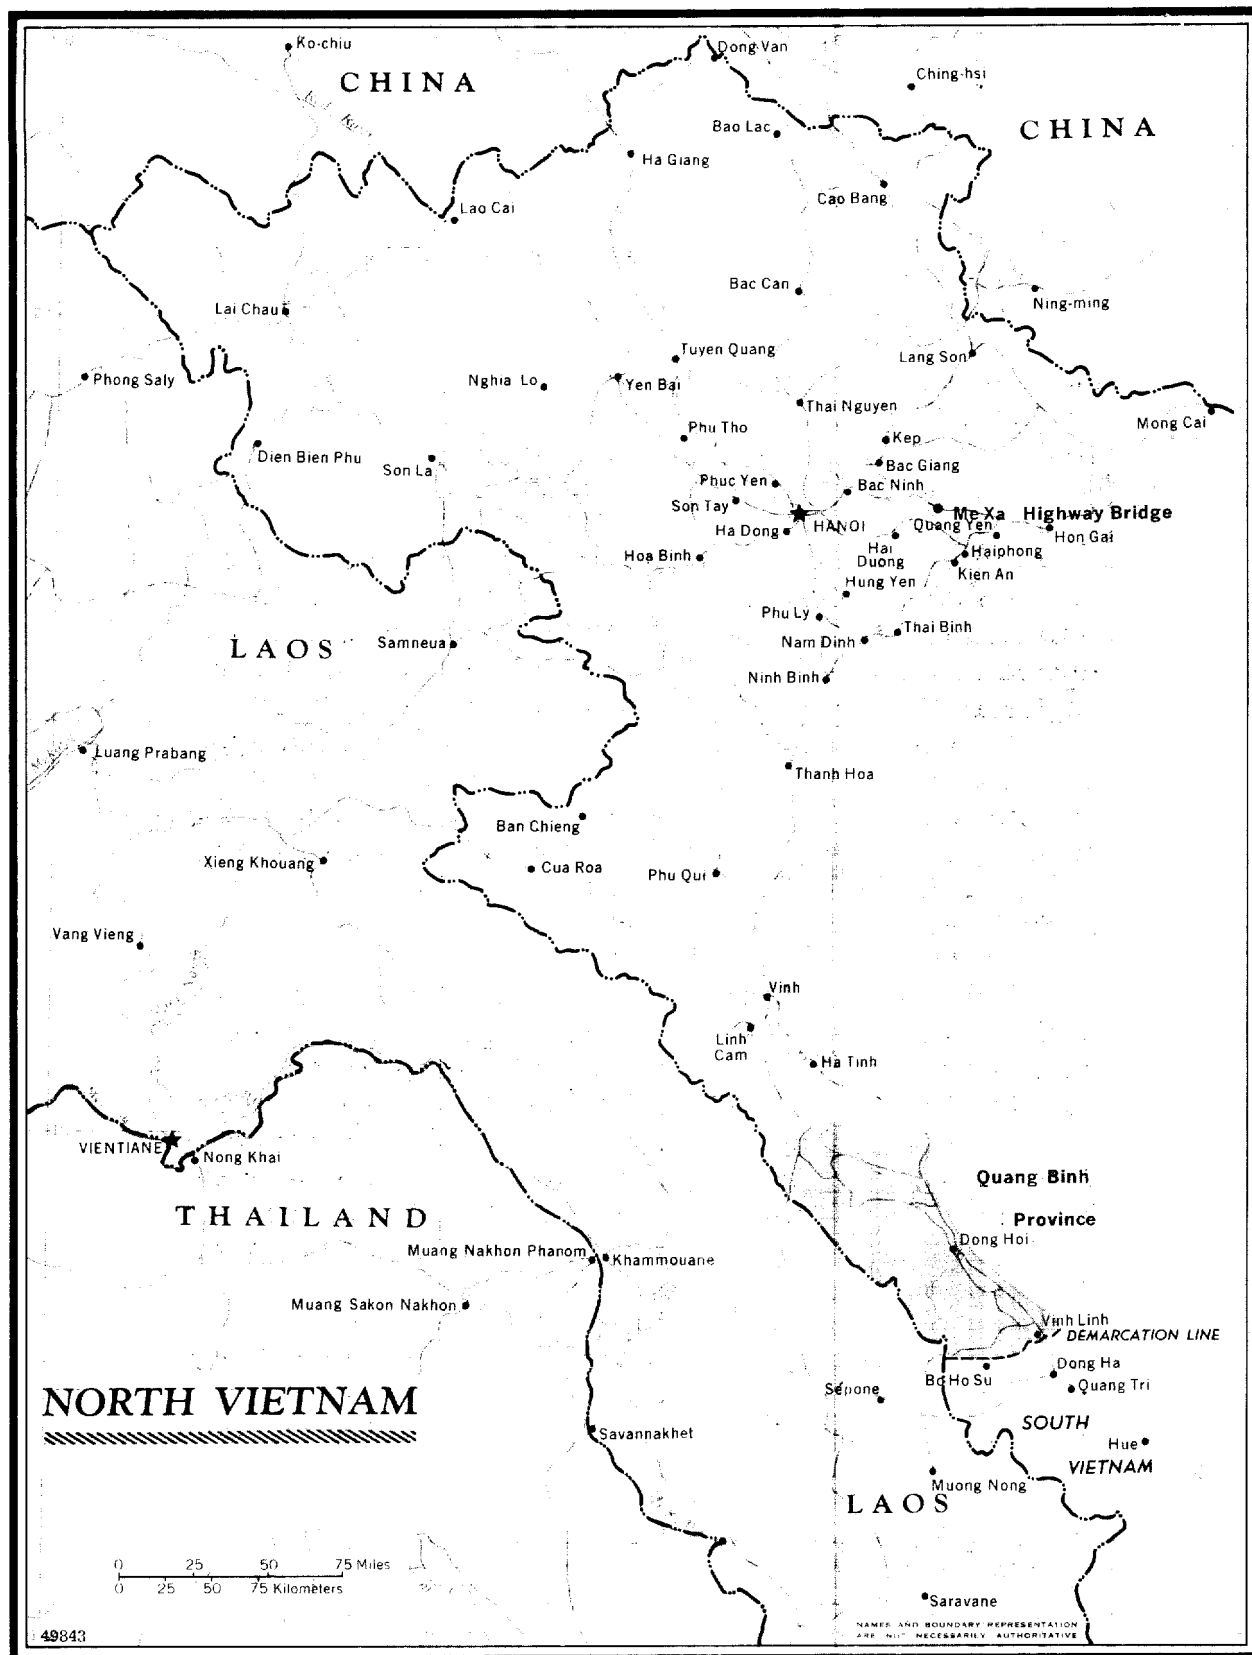 Ko-chiu
Dong Van
CHINA
Ching-hsi
Bao Lac
CHINA
Ha Giang
Cao Bang
Lao Cai
Bac Can
Ning-ming
Lai Chau
Tuyen Quang
Lang Son
Phong Saly
Nghia Lo
Yen Bai
Thai Nguyen
Mong Cai
Phu Tho
Kep
Dien Bien Phu
Son La
Bac Giang
Phuc Yen
Bac Ninh
Son Tay
Me Xa Highway Bridge
HANOI
Quang Yen
Ha Dong
Hon Gai
Hai
Duong
Haiphong
Hoa Binh
Kien An
Hung Yen
Phu Ly
Thai Binh
LAOS
Samneua
Nam Dinh
Ninh Binh
Luang Prabang
Thanh Hoa
Ban Chieng
Xieng Khouang
Cua Roa
Phu Qui
Vang Vieng
Vinh
Linh
Cam
Ha Tinh
VIENTIANE
Nong Khai
Quang Binh
Province
THAILAND
Dong Hoi
Muang Nakhon Phanom
Khammouane
Muang Sakon Nakhon
Vinh Linh
DEMARCATION LINE
Dong Ha
Bo Ho Su
Quang Tri
Sepone
NORTH VIETNAM
SOUTH
VIETNAM
Savannakhet
Hue
Muong Nong
LAOS
0 25 50 75 Miles
0 25 50 75 Kilometers
Saravane
NAMES AND BOUNDARY REPRESENTATION
ARE NOT NECESSARILY AUTHORITATIVE
49843